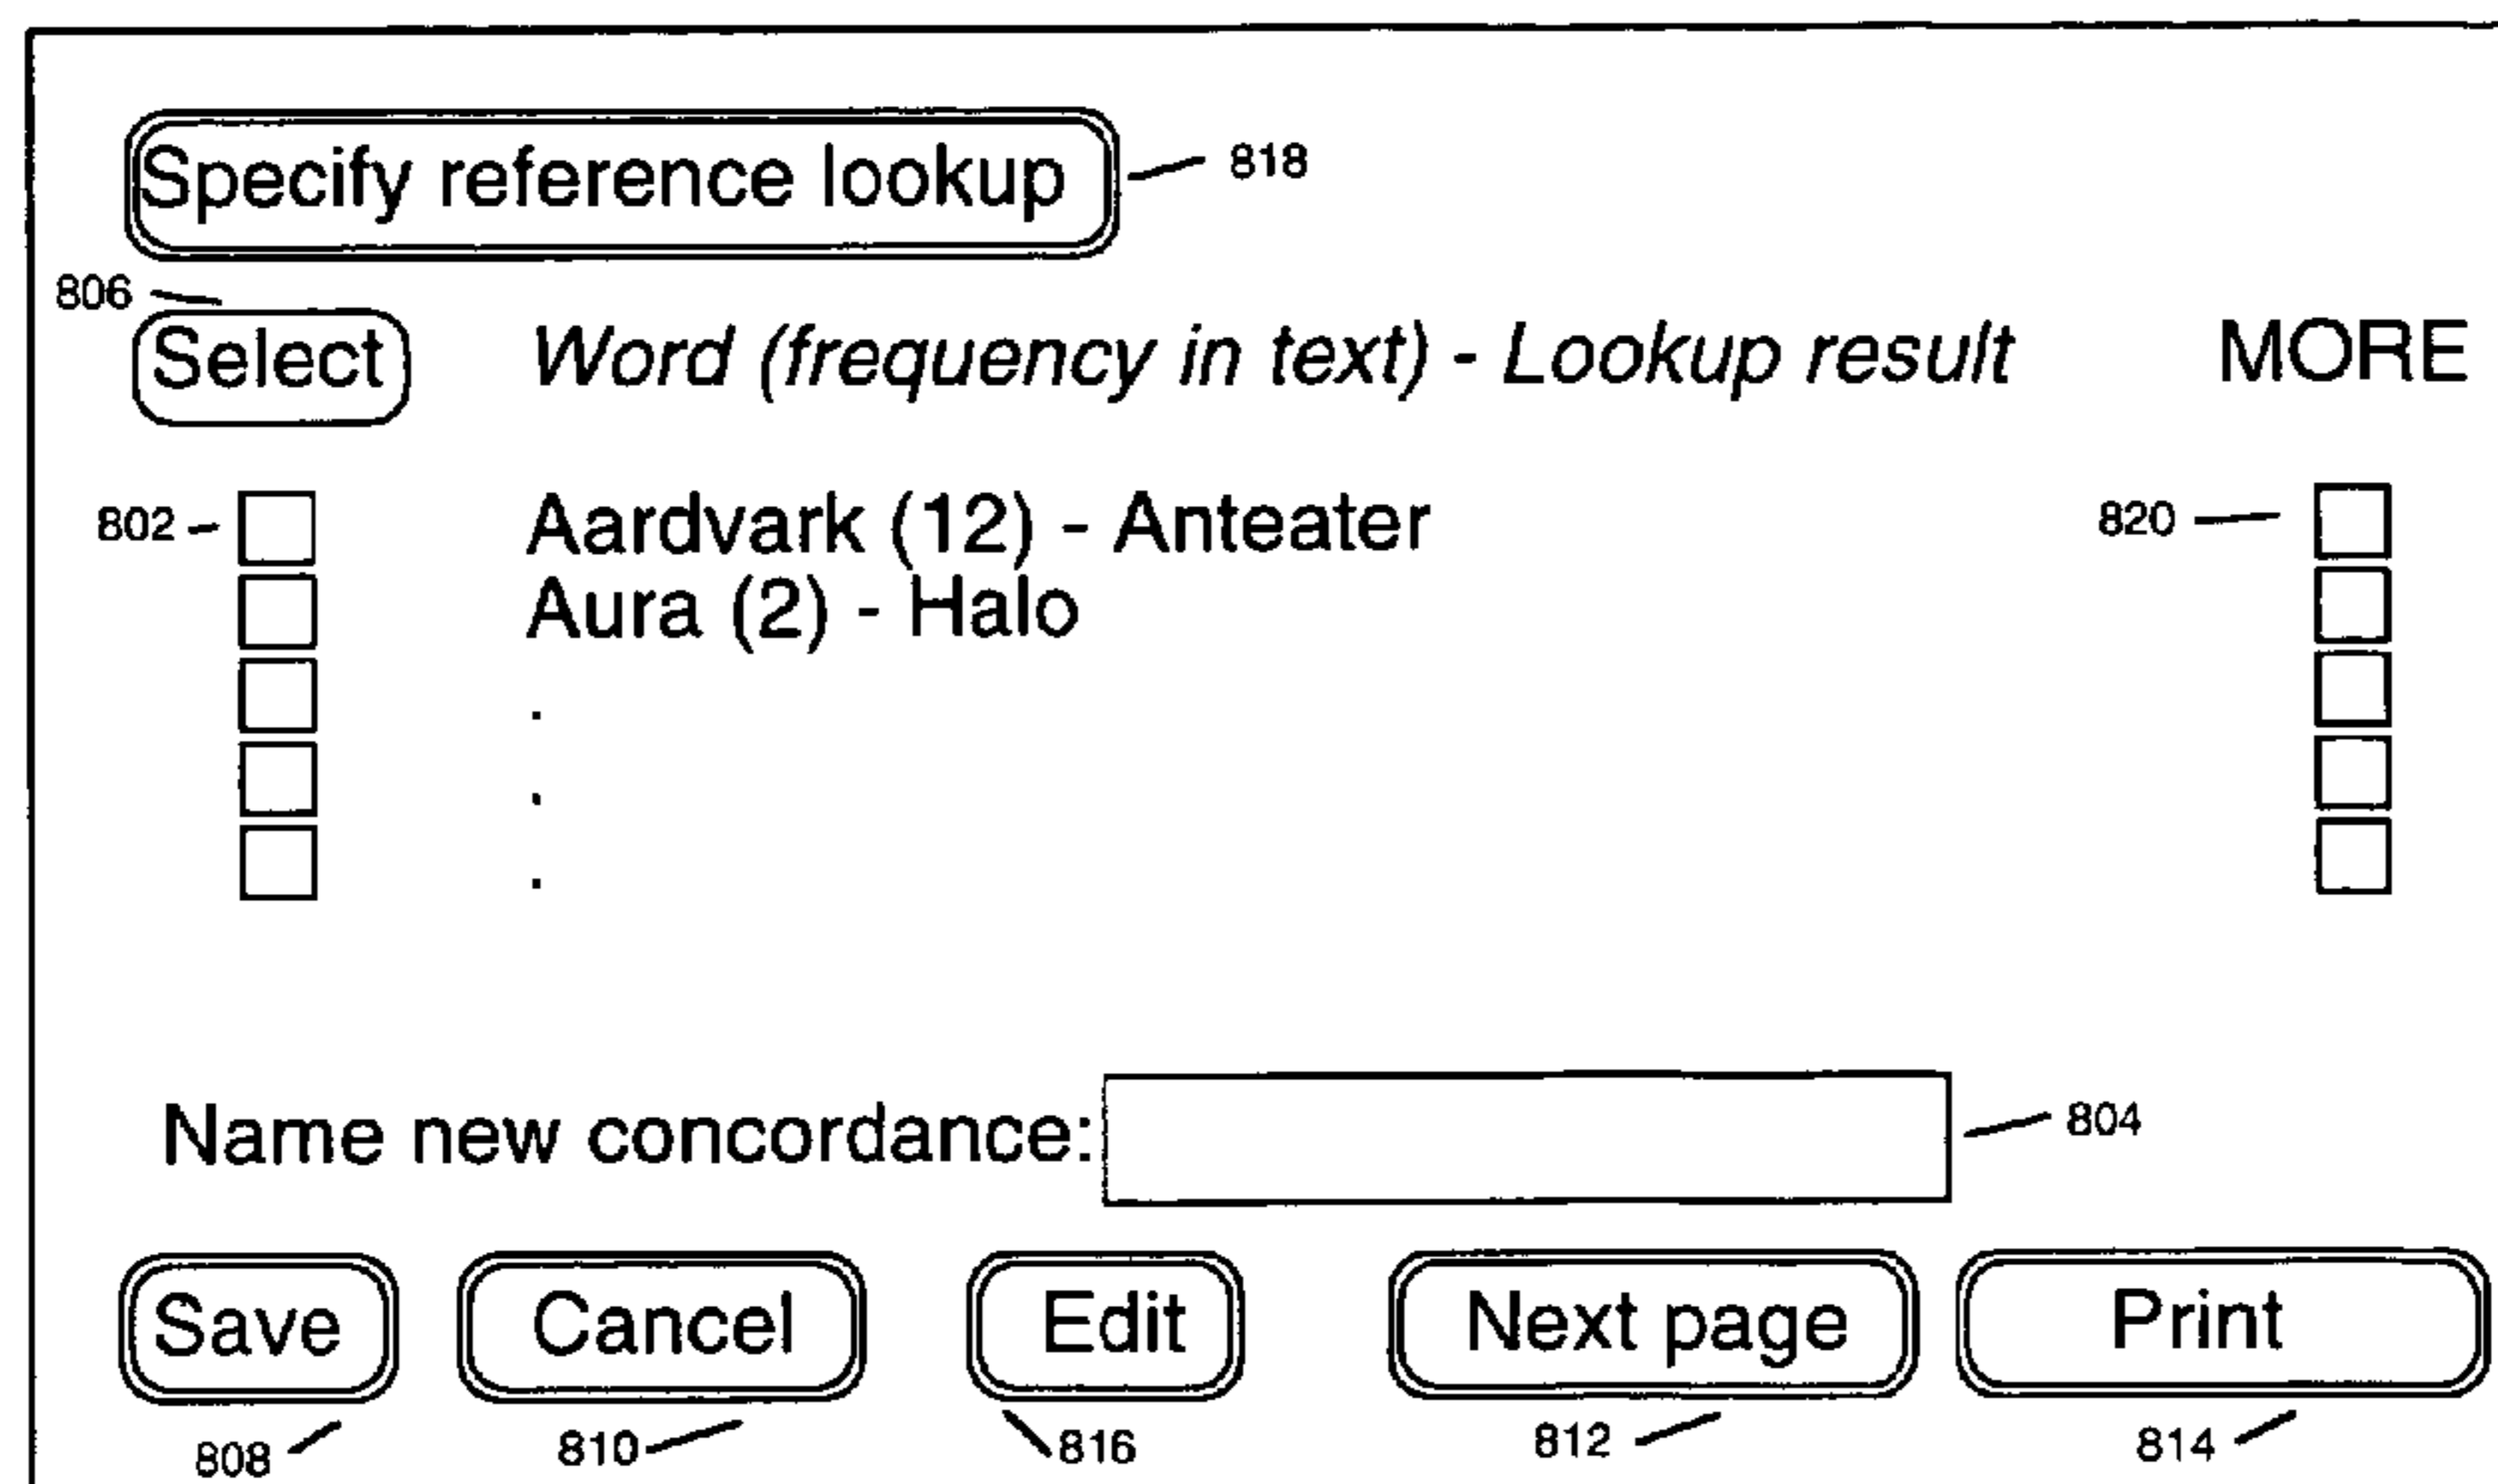 Specify reference lookup 818
806
Select Word (frequency in text) - Lookup result MORE
802 Aardvark (12) - Anteater 820
Aura (2) - Halo
.
.
.
Name new concordance: 804
Save Cancel Edit Next page Print
808 810 816 812 814